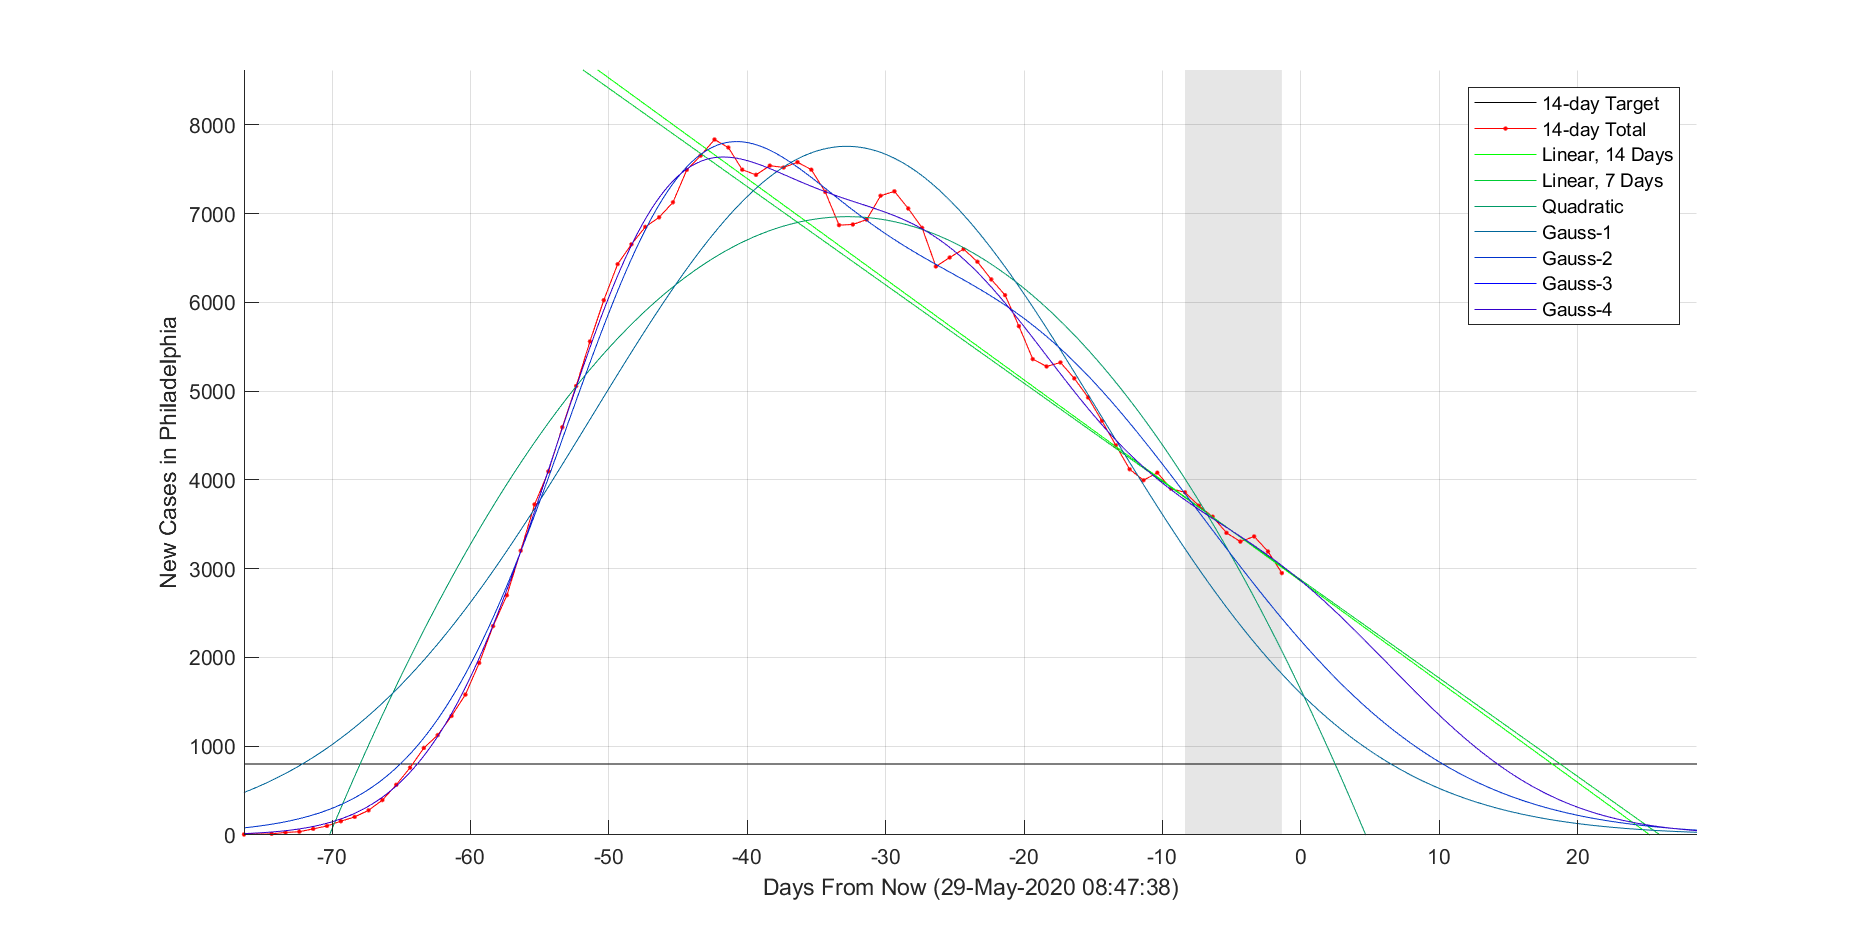 8000
7000
6000
5000
4000
3000
2000
1000
0
New Cases in Philadelphia
-70 -60 -50 -40 -30 -20 -10 0 10 20
Days From Now (29-May-2020 08:47:38)
14-day Target
14-day Total
Linear, 14 Days
Linear, 7 Days
Quadratic
Gauss-1
Gauss-2
Gauss-3
Gauss-4